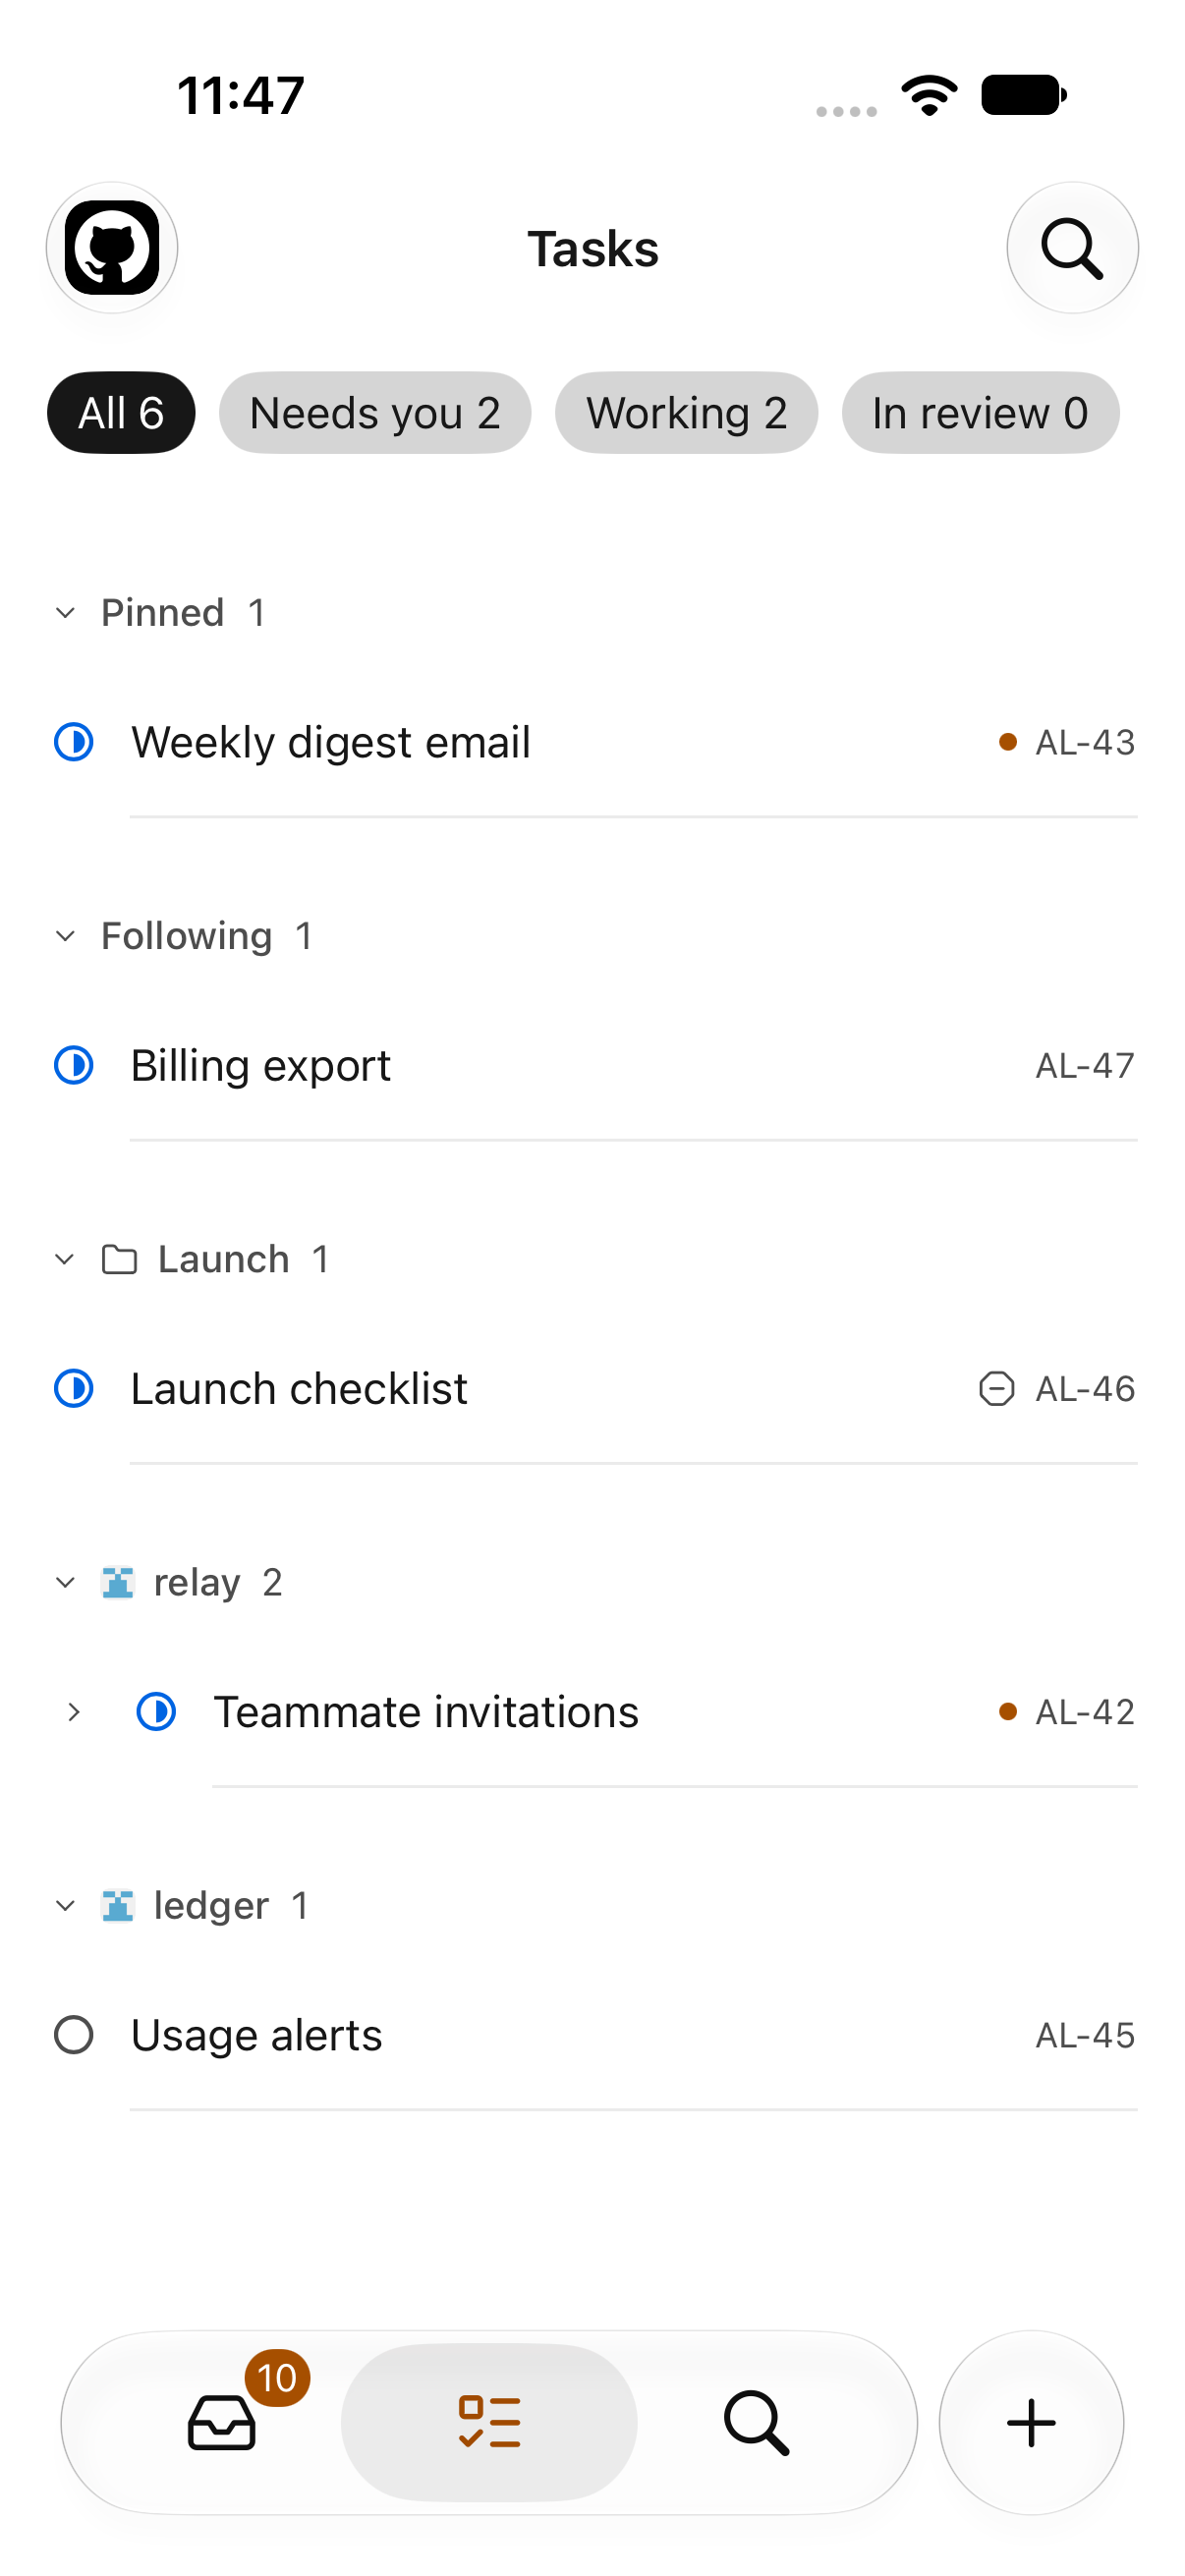 11:47
Tasks
All 6 Needs you 2 Working 2 In review 0
Pinned 1
Weekly digest email AL-43
Following 1
Billing export AL-47
Launch 1
Launch checklist AL-46
relay 2
Teammate invitations AL-42
ledger 1
Usage alerts AL-45
10